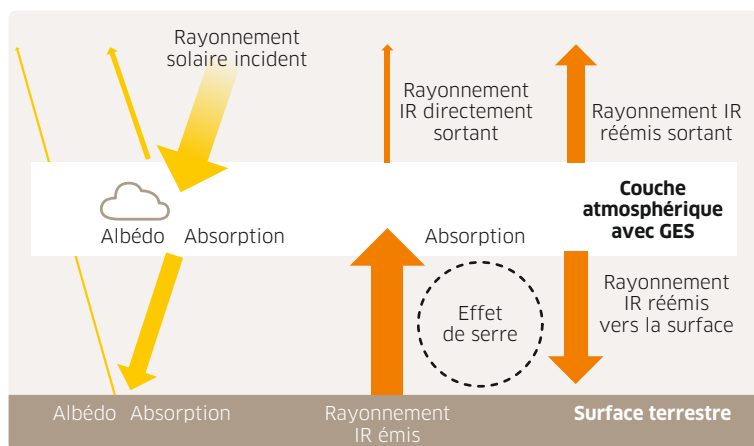 Rayonnement
solaire incident
Rayonnement
IR directement
sortant
Rayonnement IR
réémis sortant
Albédo Absorption
Absorption
Couche
atmosphérique
avec GES
Effet
de serre
Rayonnement
IR réémis
vers la surface
Albédo Absorption
Rayonnement
IR émis
Surface terrestre